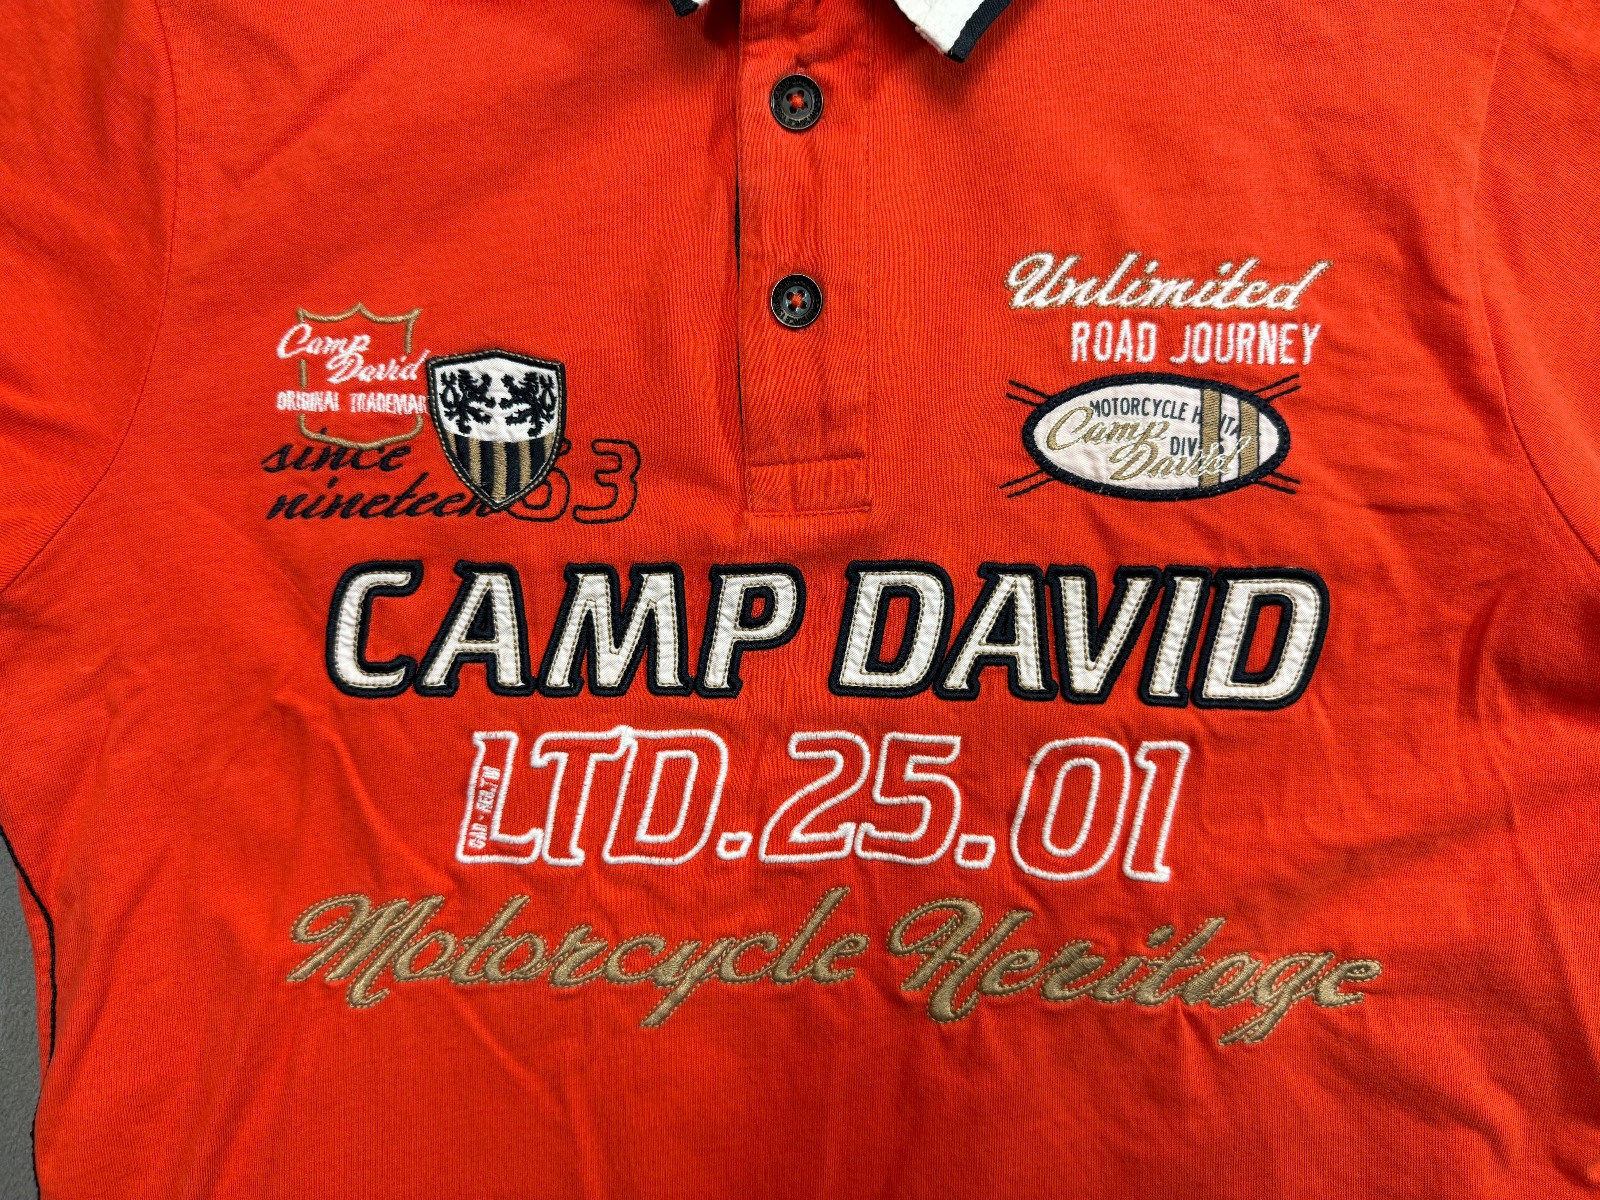 Camp
David
ORIGINAL TRADEMAR
since
nineteen 63
Unlimited
ROAD JOURNEY
MOTORCYCLE H
DIV
Camp
David
CAMP DAVID
LTD.25.01
Motorcycle Heritage